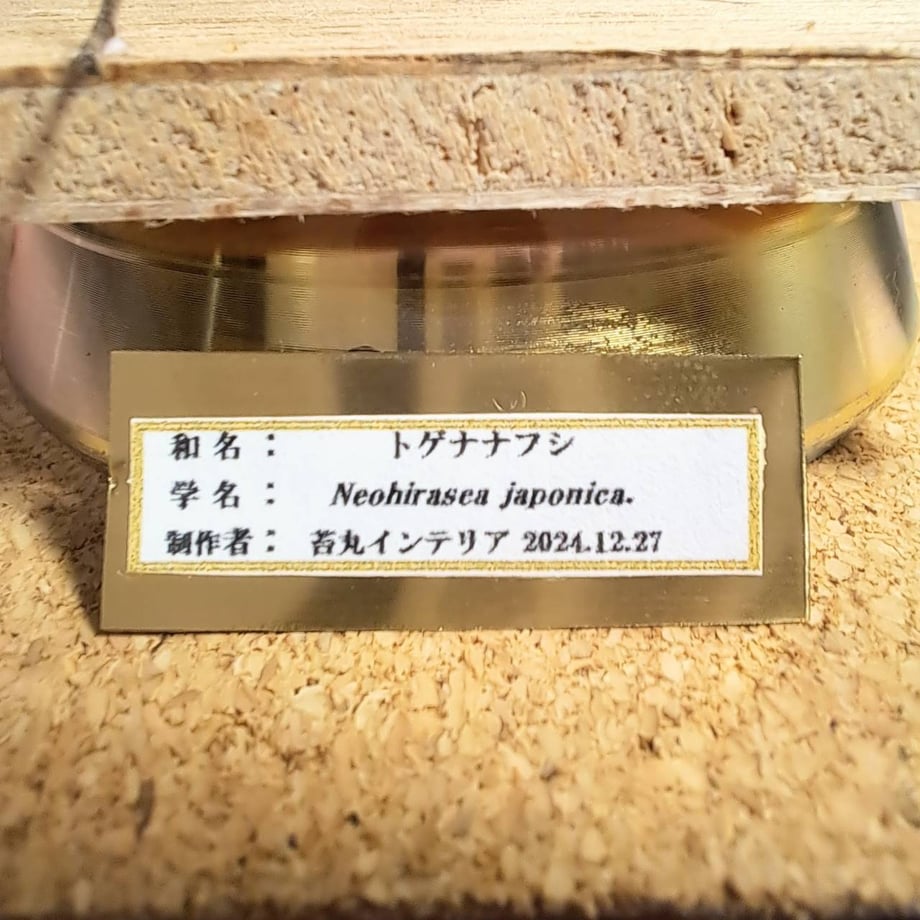 和名： トゲナナフシ
学名： Neohirasea japonica.
制作者： 苔丸インテリア 2024.12.27